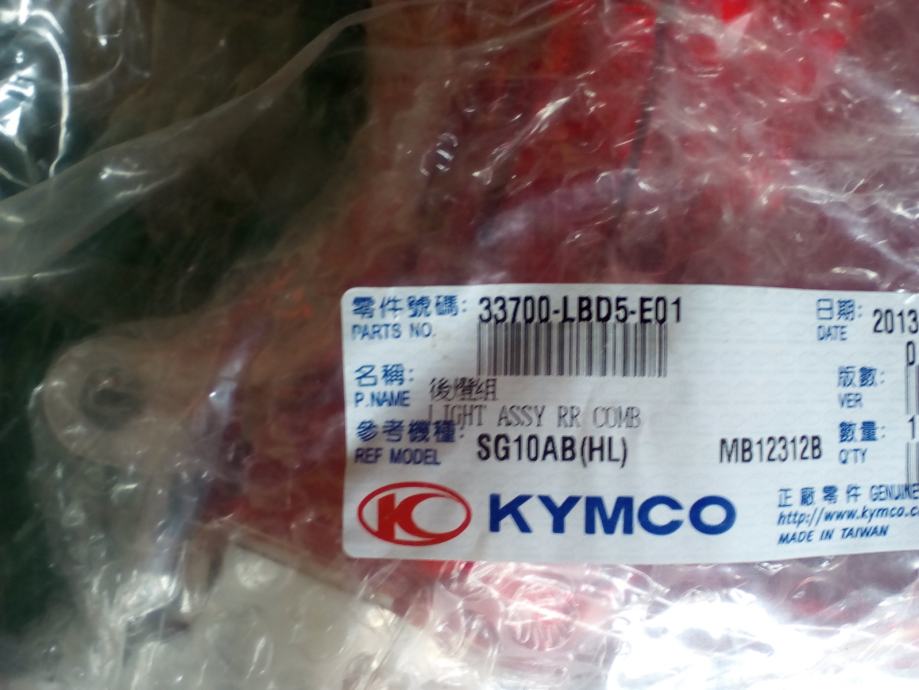 零件號碼: 33700-LBD5-E01 日期: 2013
PARTS NO. DATE
名稱: 後燈組 版數: 0
P.NAME LIGHT ASSY RR COMB VER
參考機種: SG10AB(HL) MB12312B 數量: 1
REF MODEL Q'TY
KYMCO 正廠零件 GENUINE
http://www.kymco.c
MADE IN TAIWAN